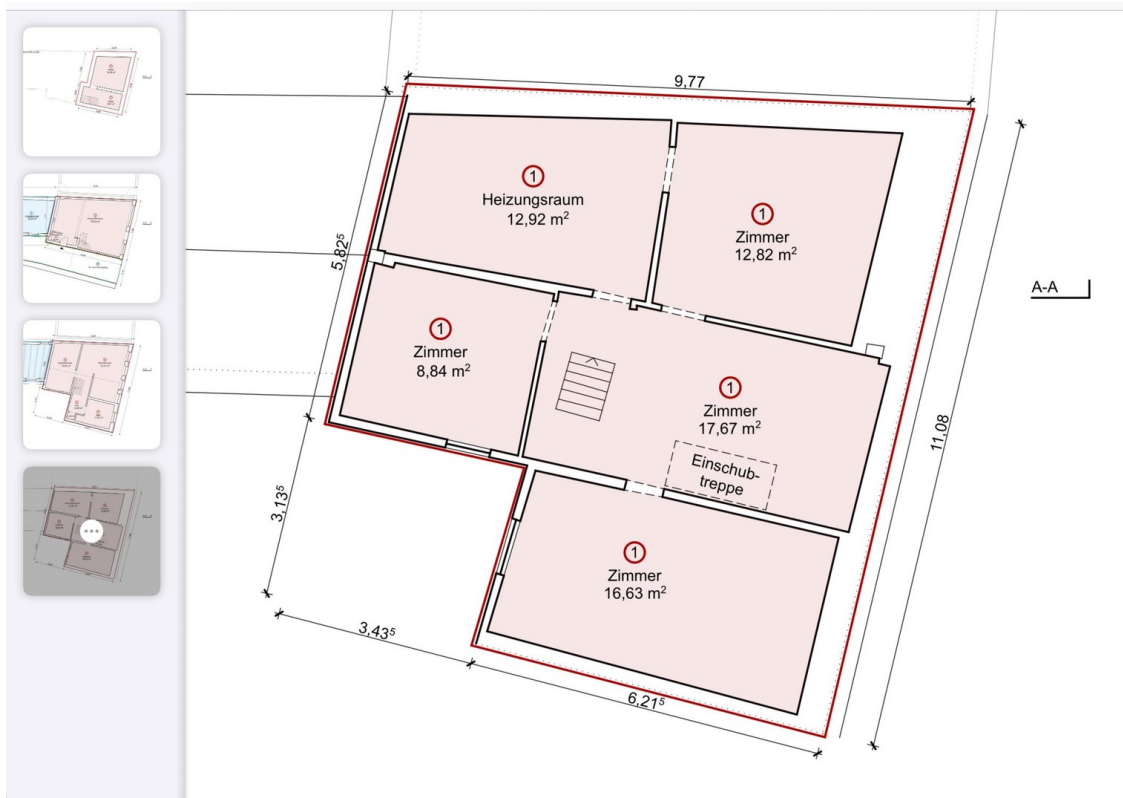 9,77
1
Heizungsraum
12,92 m²
1
Zimmer
12,82 m²
5,82⁵
A-A
1
Zimmer
8,84 m²
1
Zimmer
17,67 m²
11,08
Einschub-
treppe
3,13⁵
1
Zimmer
16,63 m²
3,43⁵
6,21⁵